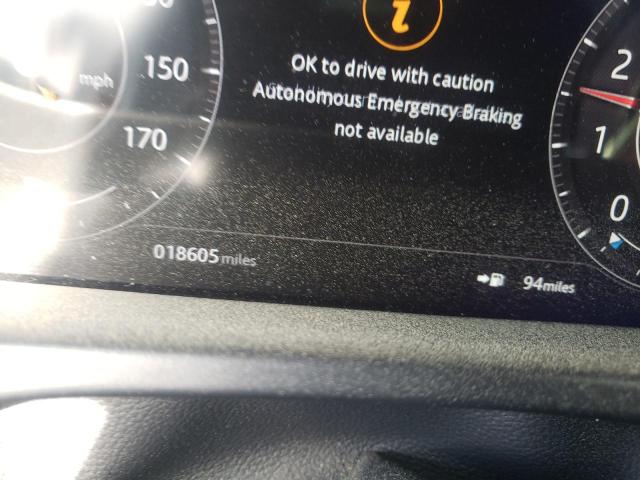 150
mph
170
i
OK to drive with caution
Autonomous Emergency Braking
not available
2
1
0
018605 miles
94miles